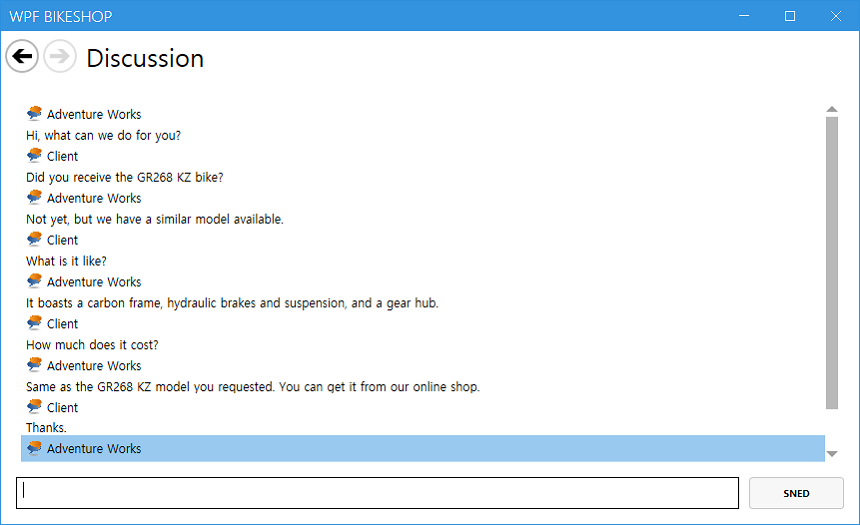 WPF BIKESHOP
Discussion
Adventure Works
Hi, what can we do for you?
Client
Did you receive the GR268 KZ bike?
Adventure Works
Not yet, but we have a similar model available.
Client
What is it like?
Adventure Works
It boasts a carbon frame, hydraulic brakes and suspension, and a gear hub.
Client
How much does it cost?
Adventure Works
Same as the GR268 KZ model you requested. You can get it from our online shop.
Client
Thanks.
Adventure Works
SNED